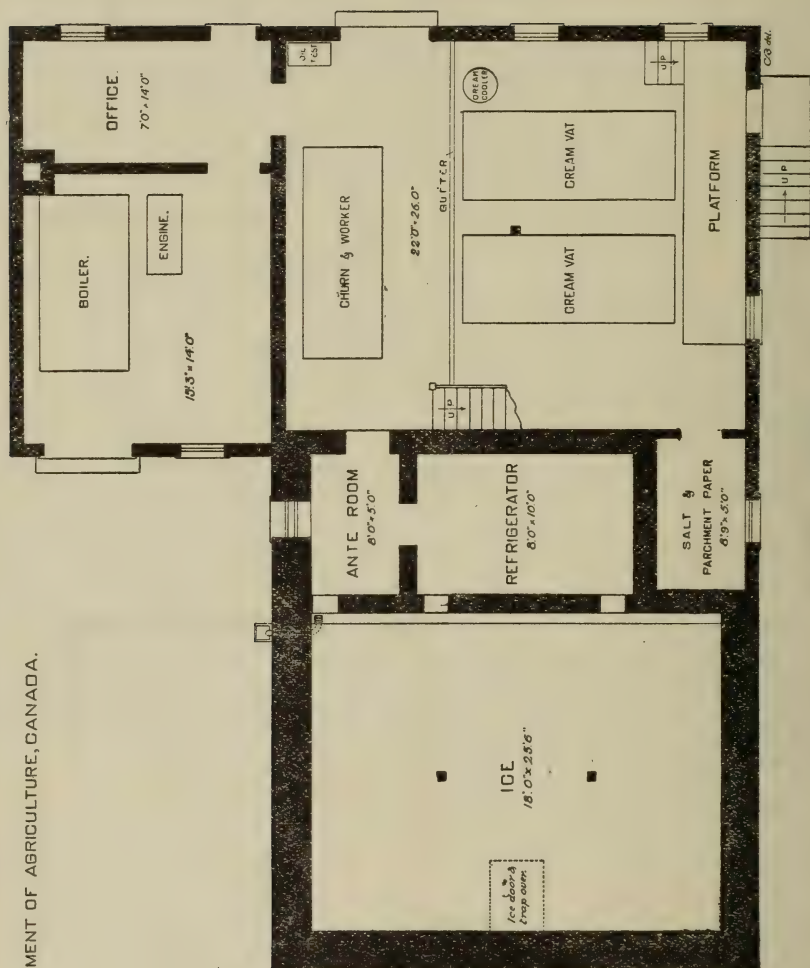 MENT OF AGRICULTURE, CANADA.
OFFICE.
7'0" × 14'0"
BOILER.
ENGINE.
15'.3" × 14'.0"
OIL
TEST
CREAM
COOLER
CHURN & WORKER
22'.0" × 26.0"
GUTTER
CREAM VAT
CREAM VAT
UP
PLATFORM
UP
UP
ANTE ROOM
8'0" × 5'0"
REFRIGERATOR
8'.0" × 10'.0"
SALT &
PARCHMENT PAPER
8'.9" × 5'.0"
ICE
18'.0" × 23'6"
Ice door &
trap over.
del.